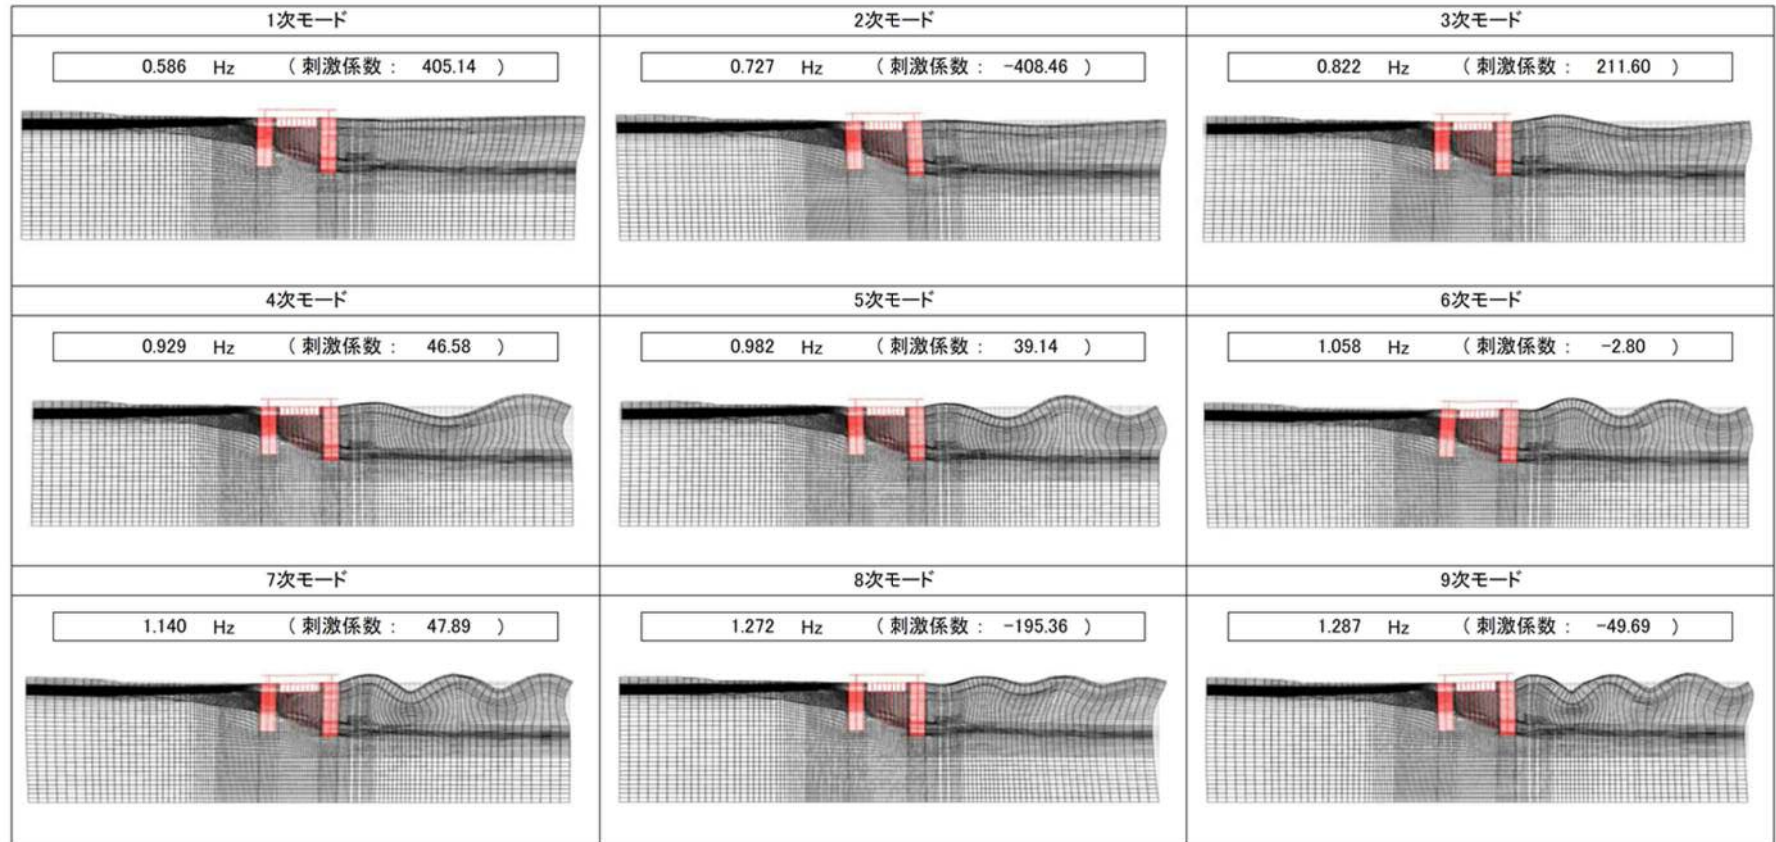 1次モード 2次モード 3次モード
0.586 Hz （ 刺激係数 ： 405.14 ） 0.727 Hz （ 刺激係数 ： -408.46 ） 0.822 Hz （ 刺激係数 ： 211.60 ）
4次モード 5次モード 6次モード
0.929 Hz （ 刺激係数 ： 46.58 ） 0.982 Hz （ 刺激係数 ： 39.14 ） 1.058 Hz （ 刺激係数 ： -2.80 ）
7次モード 8次モード 9次モード
1.140 Hz （ 刺激係数 ： 47.89 ） 1.272 Hz （ 刺激係数 ： -195.36 ） 1.287 Hz （ 刺激係数 ： -49.69 ）